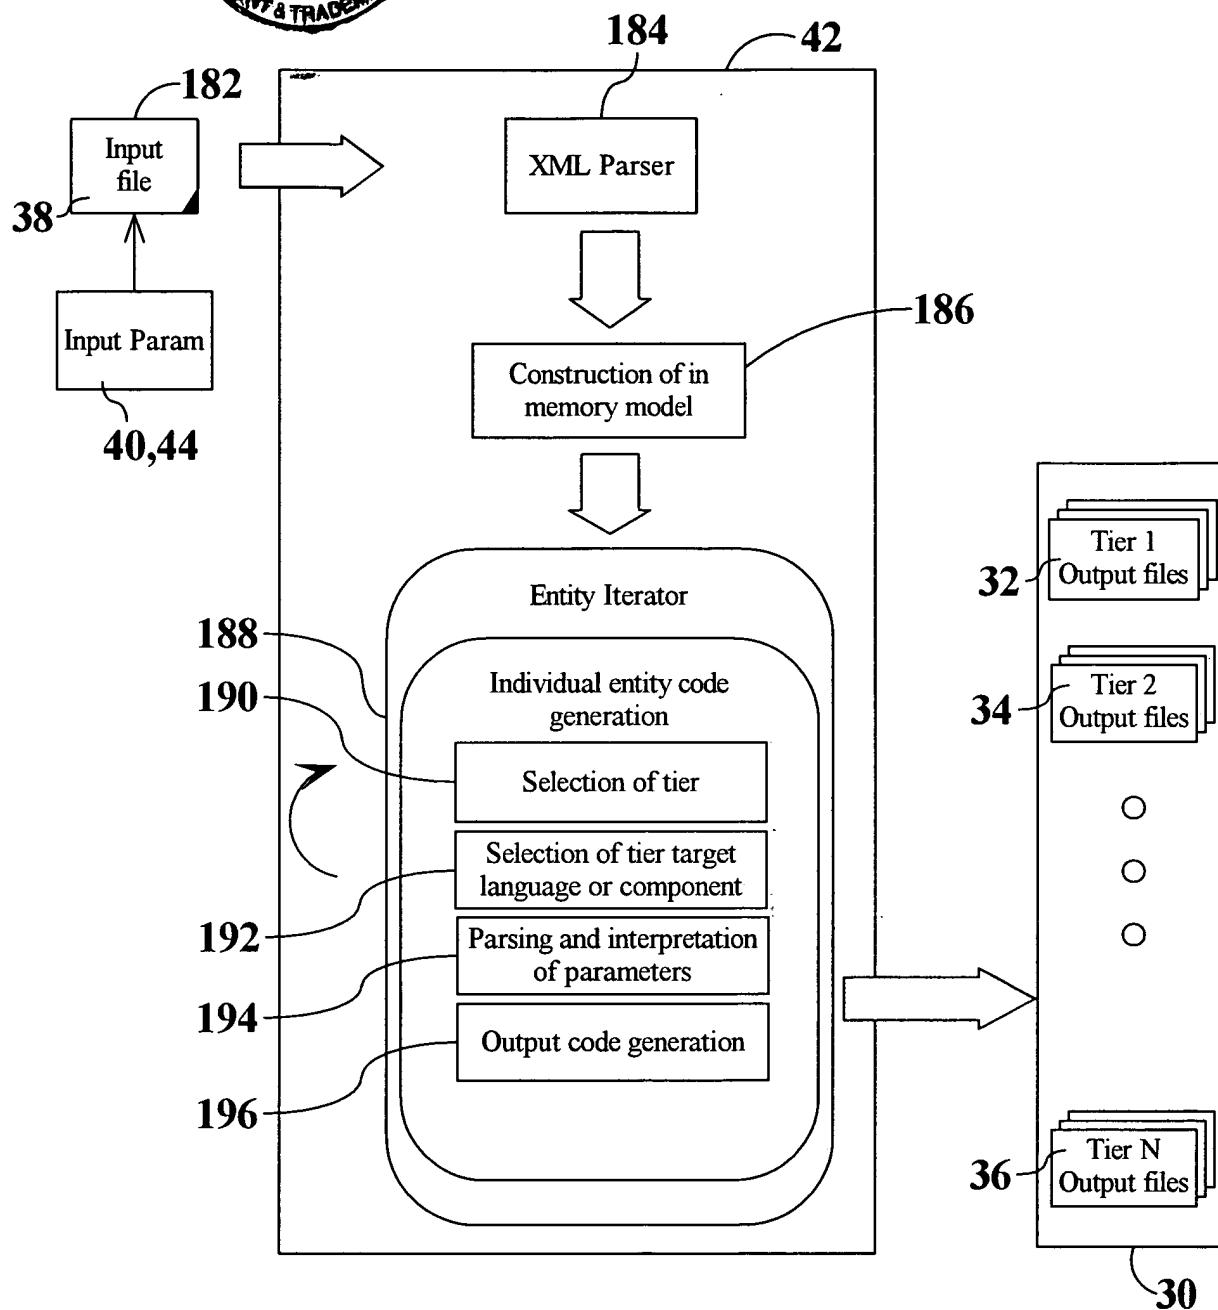 & TRADE
184
42
182
Input
file
38
XML Parser
Input Param
40,44
186
Construction of in
memory model
Entity Iterator
188
190
Individual entity code
generation
Selection of tier
Selection of tier target
language or component
192
Parsing and interpretation
of parameters
194
Output code generation
196
Tier 1
Output files
32
Tier 2
Output files
34
Tier N
Output files
36
30